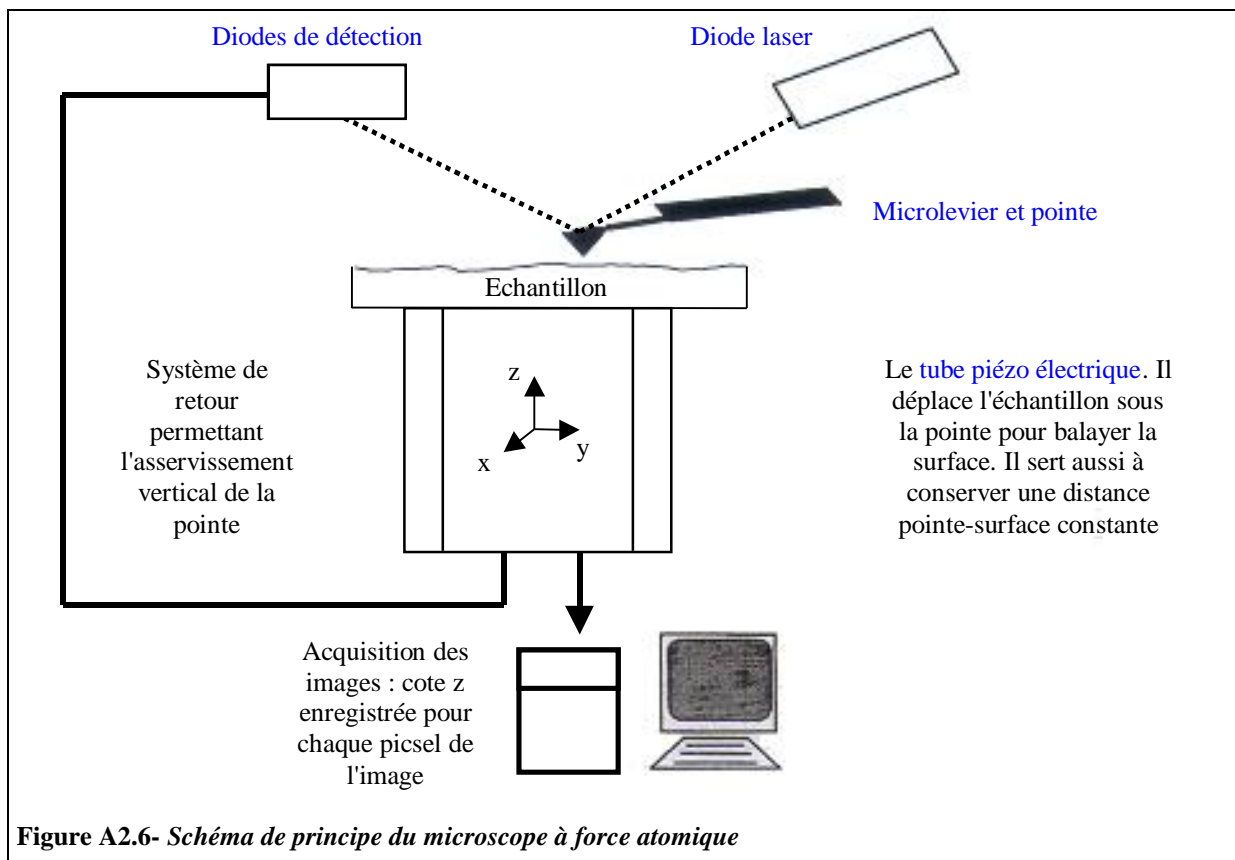 Diodes de détection
Diode laser
Microlevier et pointe
Echantillon
Système de
retour
permettant
l'asservissement
vertical de la
pointe
z
x
y
Le tube piézo électrique. Il
déplace l'échantillon sous
la pointe pour balayer la
surface. Il sert aussi à
conserver une distance
pointe-surface constante
Acquisition des
images : cote z
enregistrée pour
chaque picsel de
l'image
Figure A2.6- Schéma de principe du microscope à force atomique